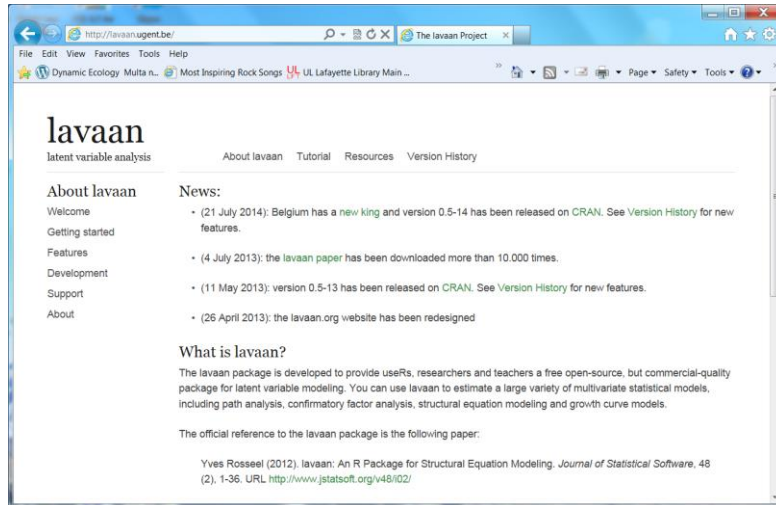 http://lavaan.ugent.be/
The lavaan Project
File Edit View Favorites Tools Help
Dynamic Ecology Multa n... Most Inspiring Rock Songs UL Lafayette Library Main ...
Page Safety Tools
lavaan
latent variable analysis
About lavaan Tutorial Resources Version History
About lavaan
Welcome
Getting started
Features
Development
Support
About
News:
• (21 July 2014): Belgium has a new king and version 0.5-14 has been released on CRAN. See Version History for new
features.
• (4 July 2013): the lavaan paper has been downloaded more than 10.000 times.
• (11 May 2013): version 0.5-13 has been released on CRAN. See Version History for new features.
• (26 April 2013): the lavaan.org website has been redesigned
What is lavaan?
The lavaan package is developed to provide useRs, researchers and teachers a free open-source, but commercial-quality
package for latent variable modeling. You can use lavaan to estimate a large variety of multivariate statistical models,
including path analysis, confirmatory factor analysis, structural equation modeling and growth curve models.
The official reference to the lavaan package is the following paper:
Yves Rosseel (2012). lavaan: An R Package for Structural Equation Modeling. Journal of Statistical Software, 48
(2), 1-36. URL http://www.jstatsoft.org/v48/i02/